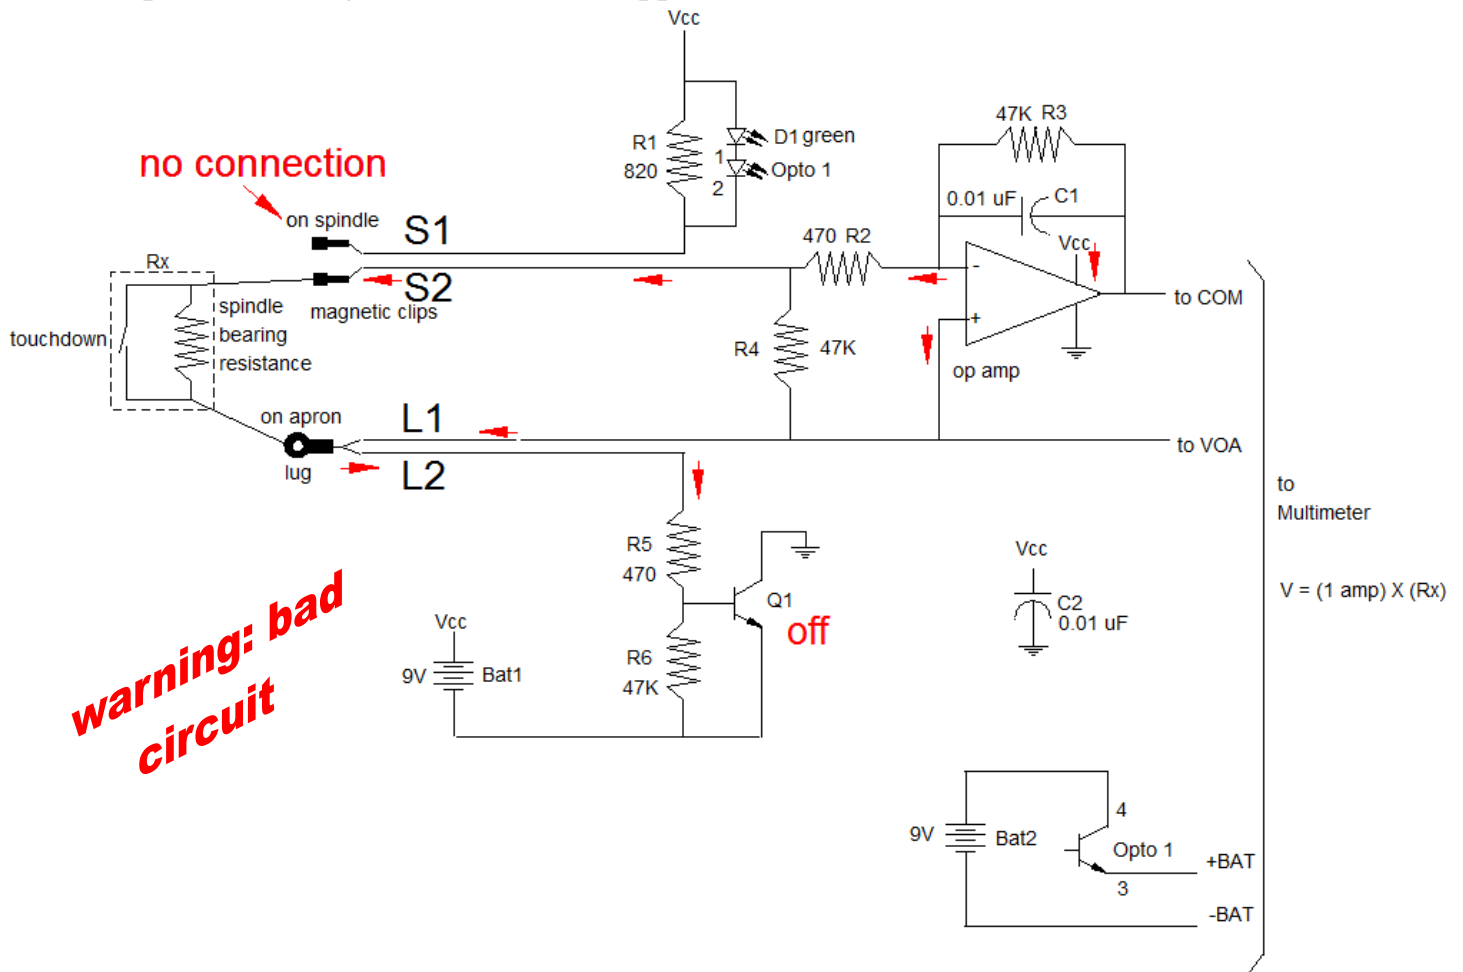 Vcc
47K R3
R1
820
D1 green
1
Opto 1
2
no connection
on spindle
S1
0.01 uF
C1
470 R2
Vcc
-
Rx
S2
magnetic clips
to COM
spindle
bearing
resistance
touchdown
+
R4
47K
op amp
on apron
L1
to VOA
lug
L2
to
Multimeter
R5
470
Vcc
V = (1 amp) X (Rx)
Q1
C2
0.01 uF
off
warning: bad
circuit
Vcc
9V
Bat1
R6
47K
4
9V
Bat2
Opto 1
+BAT
3
-BAT